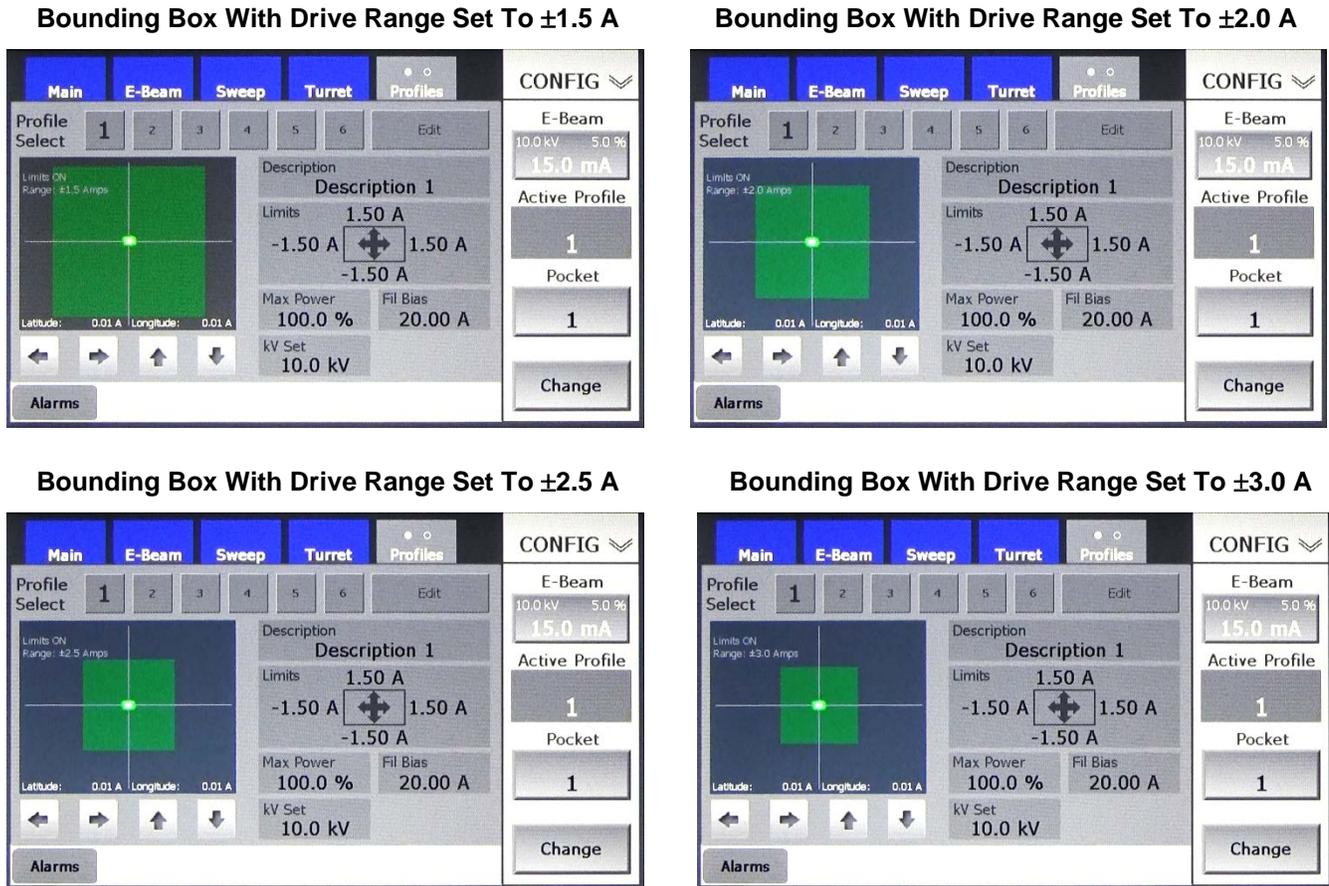 Bounding Box With Drive Range Set To ±1.5 A
Main E-Beam Sweep Turret Profiles
CONFIG
Profile Select 1 2 3 4 5 6 Edit
E-Beam
10.0 kV 5.0 %
15.0 mA
Limits ON
Range: ±1.5 Amps
Description
Description 1
Active Profile
1
Limits 1.50 A
-1.50 A 1.50 A
-1.50 A
Pocket
1
Max Power Fil Bias
100.0 % 20.00 A
Latitude: 0.01 A Longitude: 0.01 A
kV Set
10.0 kV
Change
Alarms
Bounding Box With Drive Range Set To ±2.0 A
Main E-Beam Sweep Turret Profiles
CONFIG
Profile Select 1 2 3 4 5 6 Edit
E-Beam
10.0 kV 5.0 %
15.0 mA
Limits ON
Range: ±2.0 Amps
Description
Description 1
Active Profile
1
Limits 1.50 A
-1.50 A 1.50 A
-1.50 A
Pocket
1
Max Power Fil Bias
100.0 % 20.00 A
Latitude: 0.01 A Longitude: 0.01 A
kV Set
10.0 kV
Change
Alarms
Bounding Box With Drive Range Set To ±2.5 A
Main E-Beam Sweep Turret Profiles
CONFIG
Profile Select 1 2 3 4 5 6 Edit
E-Beam
10.0 kV 5.0 %
15.0 mA
Limits ON
Range: ±2.5 Amps
Description
Description 1
Active Profile
1
Limits 1.50 A
-1.50 A 1.50 A
-1.50 A
Pocket
1
Max Power Fil Bias
100.0 % 20.00 A
Latitude: 0.01 A Longitude: 0.01 A
kV Set
10.0 kV
Change
Alarms
Bounding Box With Drive Range Set To ±3.0 A
Main E-Beam Sweep Turret Profiles
CONFIG
Profile Select 1 2 3 4 5 6 Edit
E-Beam
10.0 kV 5.0 %
15.0 mA
Limits ON
Range: ±3.0 Amps
Description
Description 1
Active Profile
1
Limits 1.50 A
-1.50 A 1.50 A
-1.50 A
Pocket
1
Max Power Fil Bias
100.0 % 20.00 A
Latitude: 0.01 A Longitude: 0.01 A
kV Set
10.0 kV
Change
Alarms